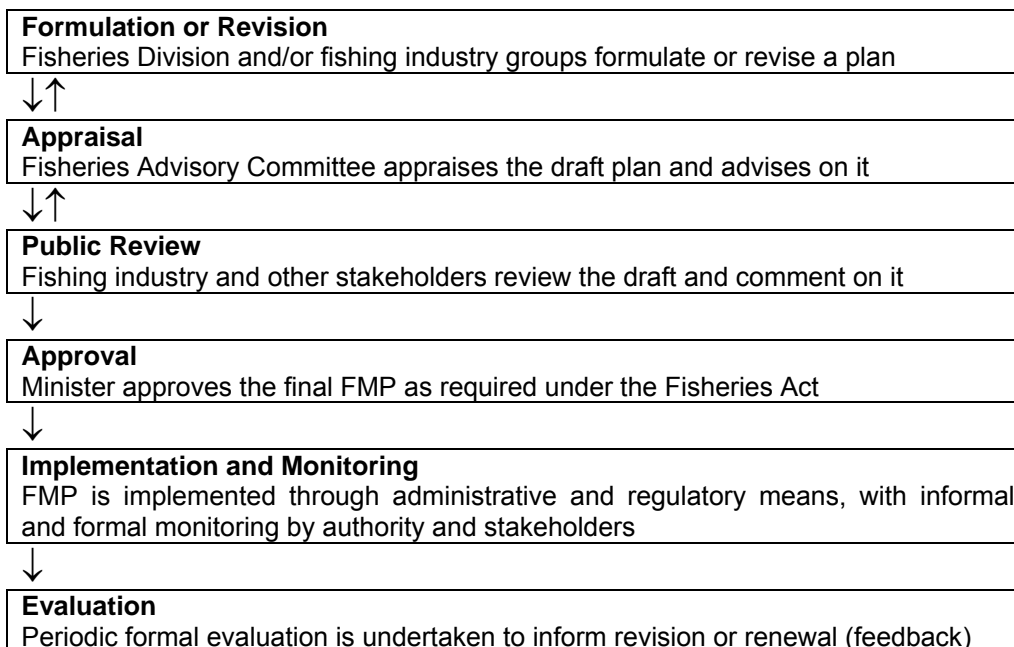 Formulation or Revision
Fisheries Division and/or fishing industry groups formulate or revise a plan
↓↑
Appraisal
Fisheries Advisory Committee appraises the draft plan and advises on it
↓↑
Public Review
Fishing industry and other stakeholders review the draft and comment on it
↓
Approval
Minister approves the final FMP as required under the Fisheries Act
↓
Implementation and Monitoring
FMP is implemented through administrative and regulatory means, with informal
and formal monitoring by authority and stakeholders
↓
Evaluation
Periodic formal evaluation is undertaken to inform revision or renewal (feedback)